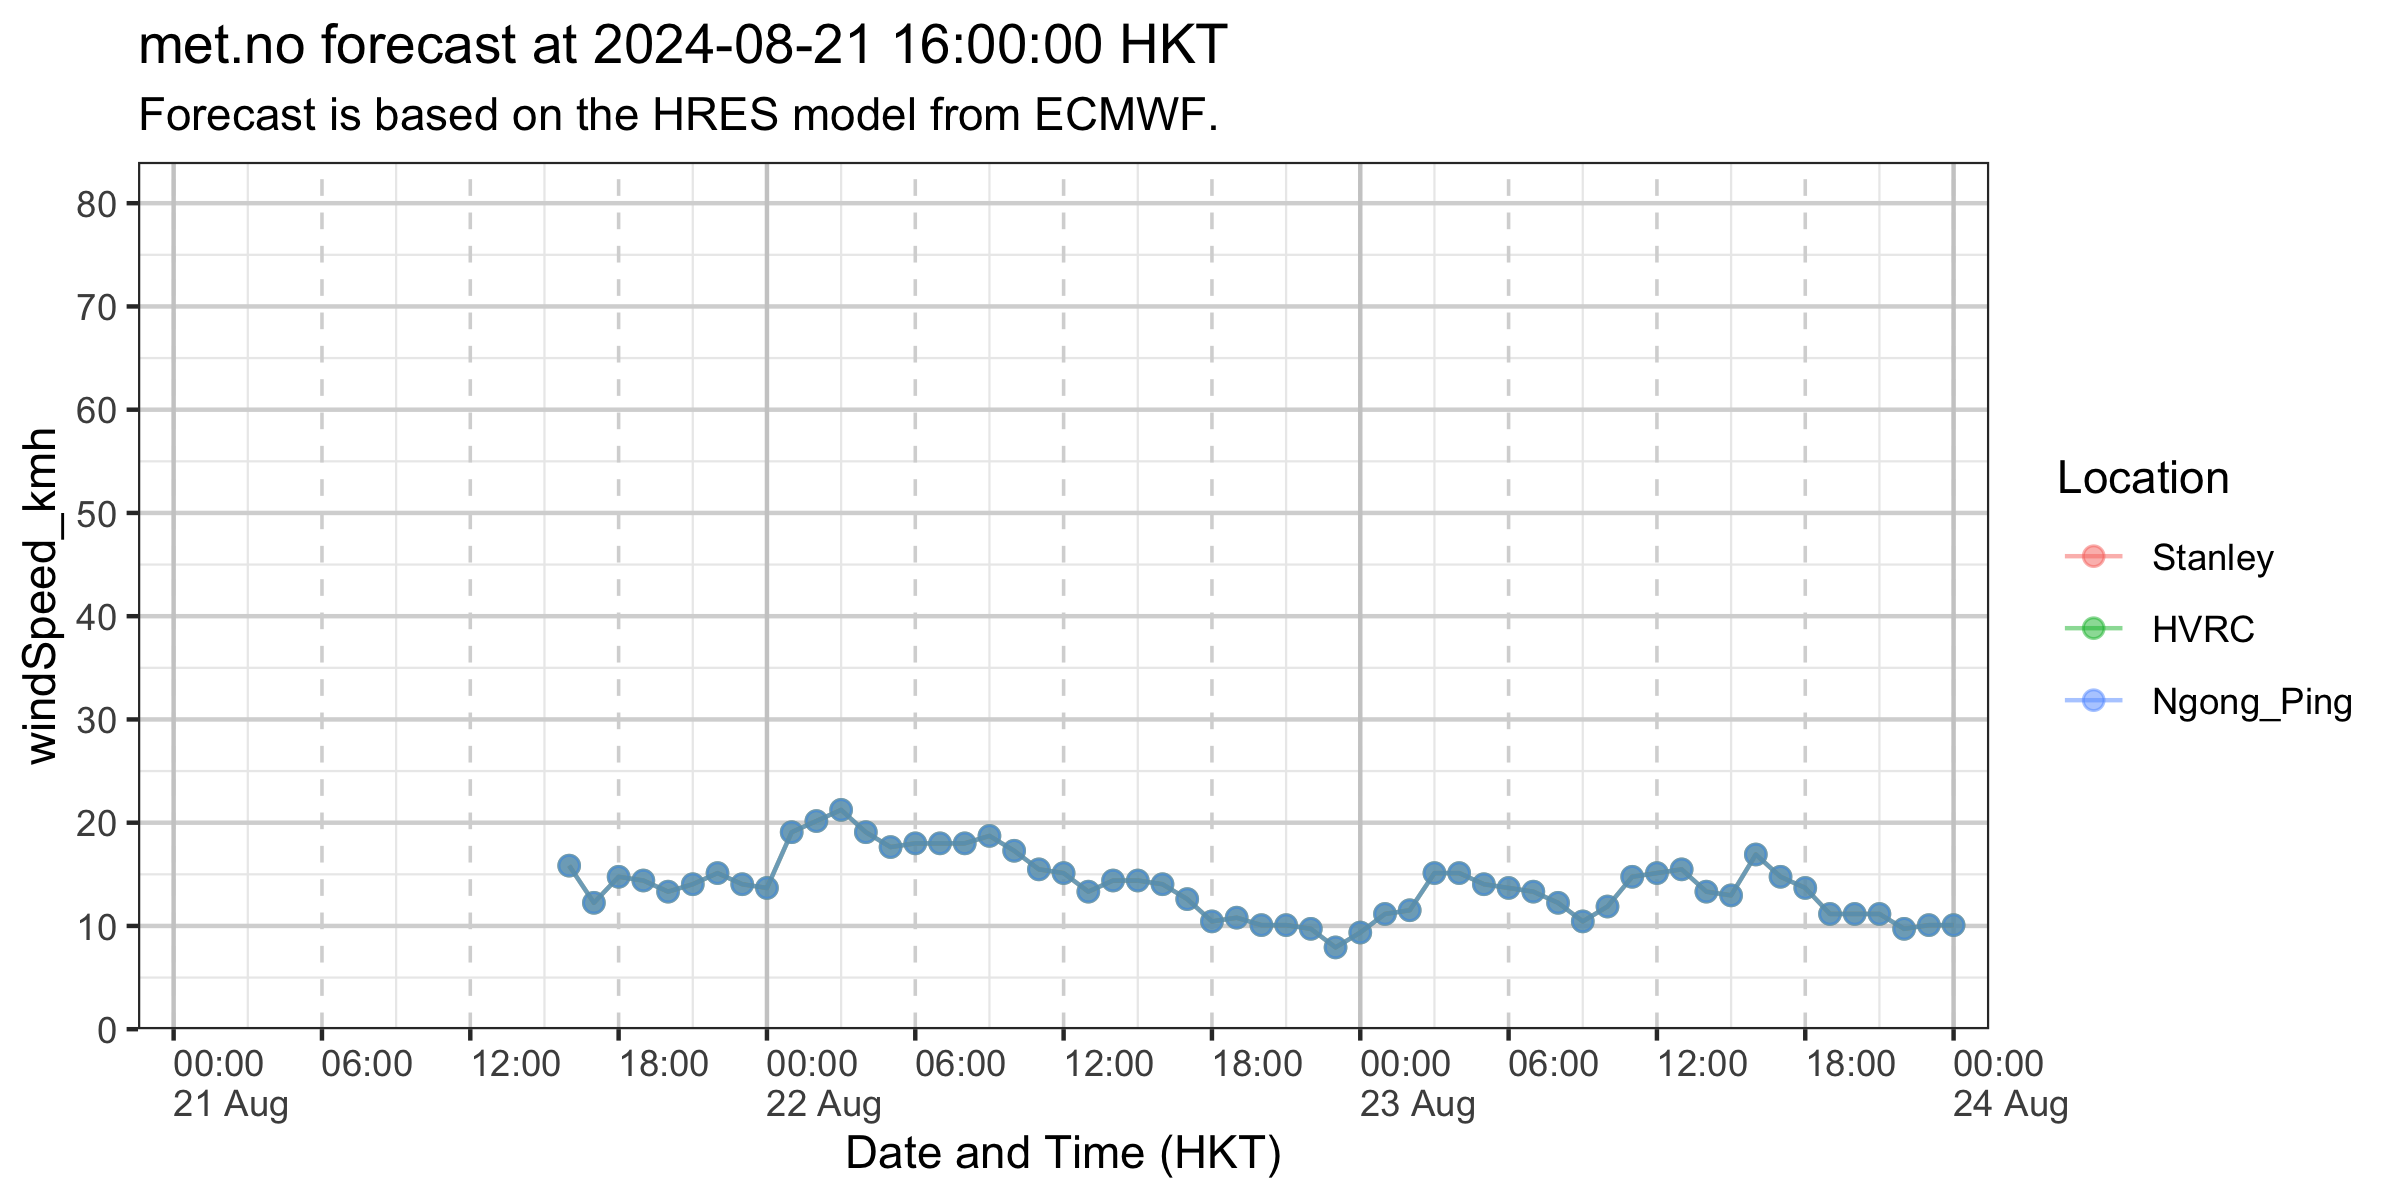 met.no forecast at 2024-08-21 16:00:00 HKT
Forecast is based on the HRES model from ECMWF.
windSpeed_kmh
80
70
60
50
40
30
20
10
0
00:00 06:00 12:00 18:00 00:00 06:00 12:00 18:00 00:00 06:00 12:00 18:00 00:00
21 Aug 22 Aug 23 Aug 24 Aug
Date and Time (HKT)
Location
Stanley
HVRC
Ngong_Ping